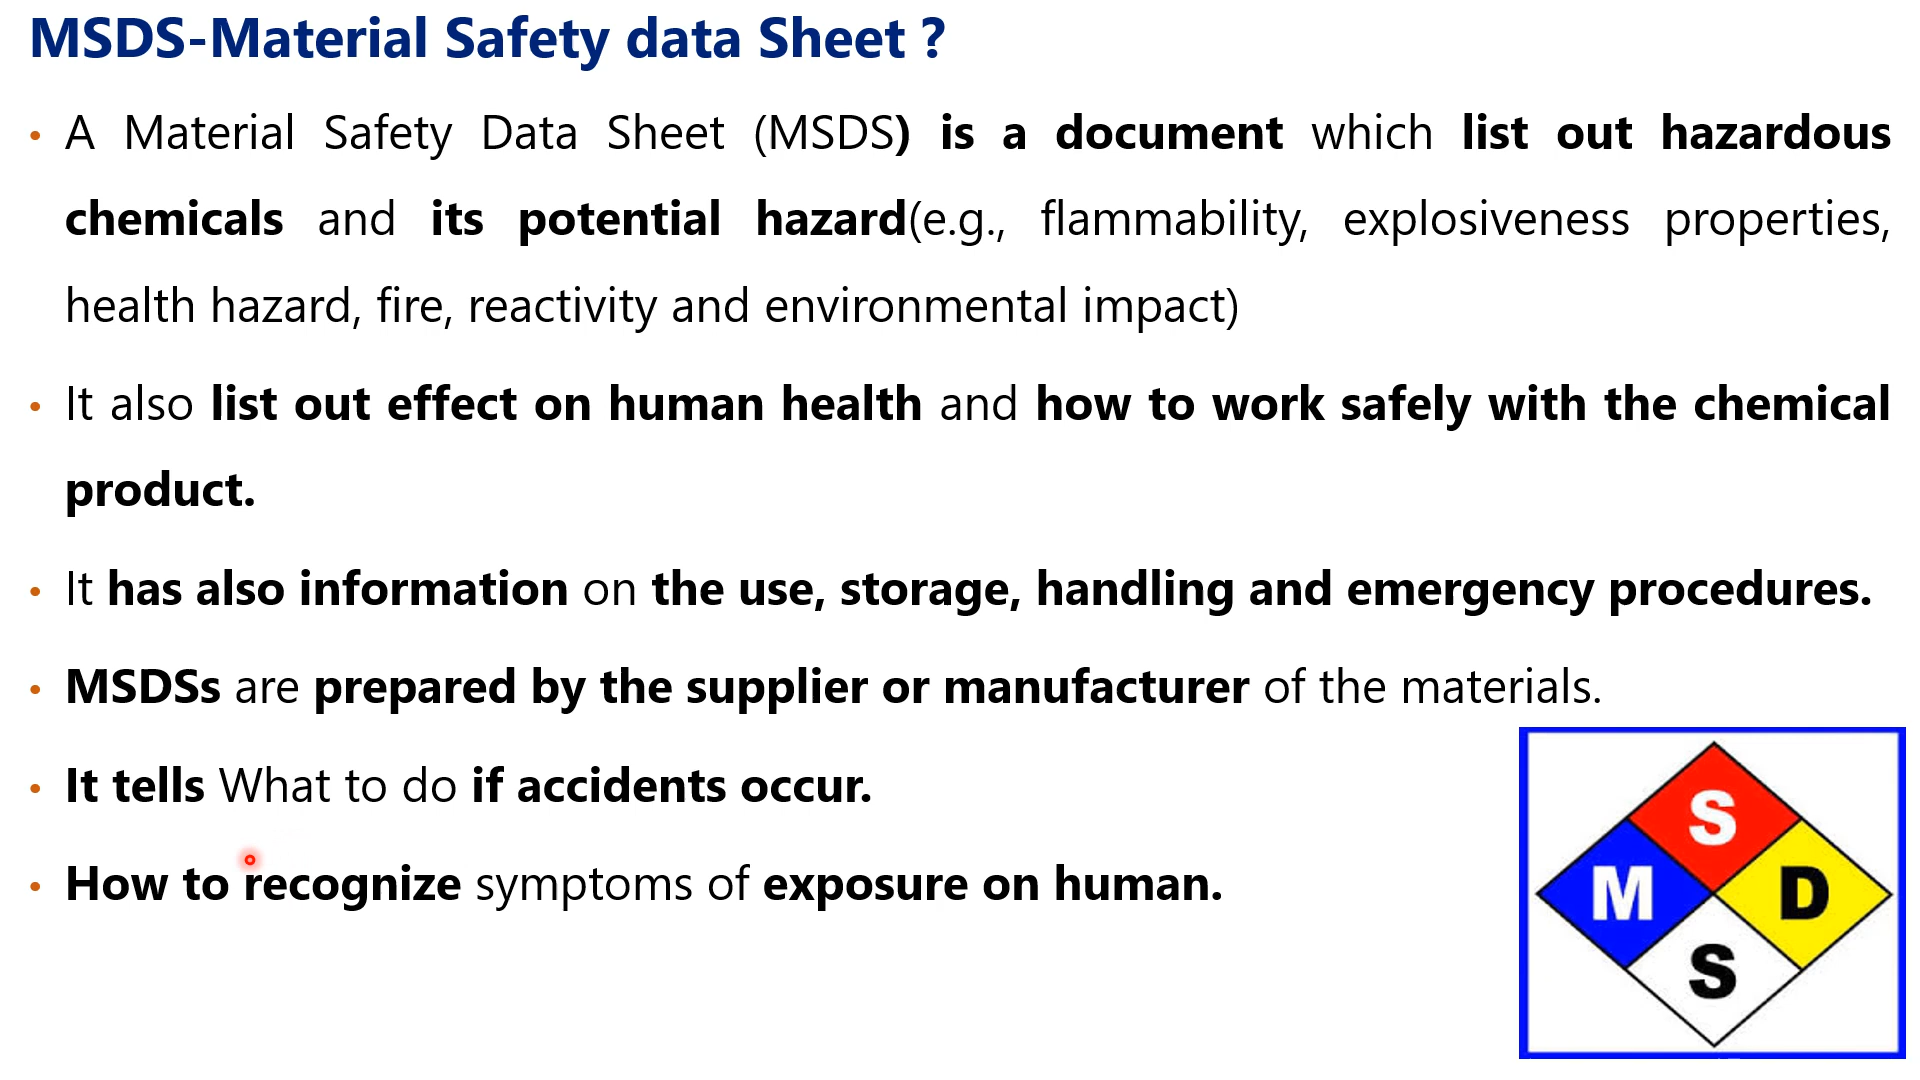 MSDS-Material Safety data Sheet ?
• A Material Safety Data Sheet (MSDS) is a document which list out hazardous
chemicals and its potential hazard(e.g., flammability, explosiveness properties,
health hazard, fire, reactivity and environmental impact)
• It also list out effect on human health and how to work safely with the chemical
product.
• It has also information on the use, storage, handling and emergency procedures.
• MSDSs are prepared by the supplier or manufacturer of the materials.
• It tells What to do if accidents occur.
• How to recognize symptoms of exposure on human.
S
M D
S